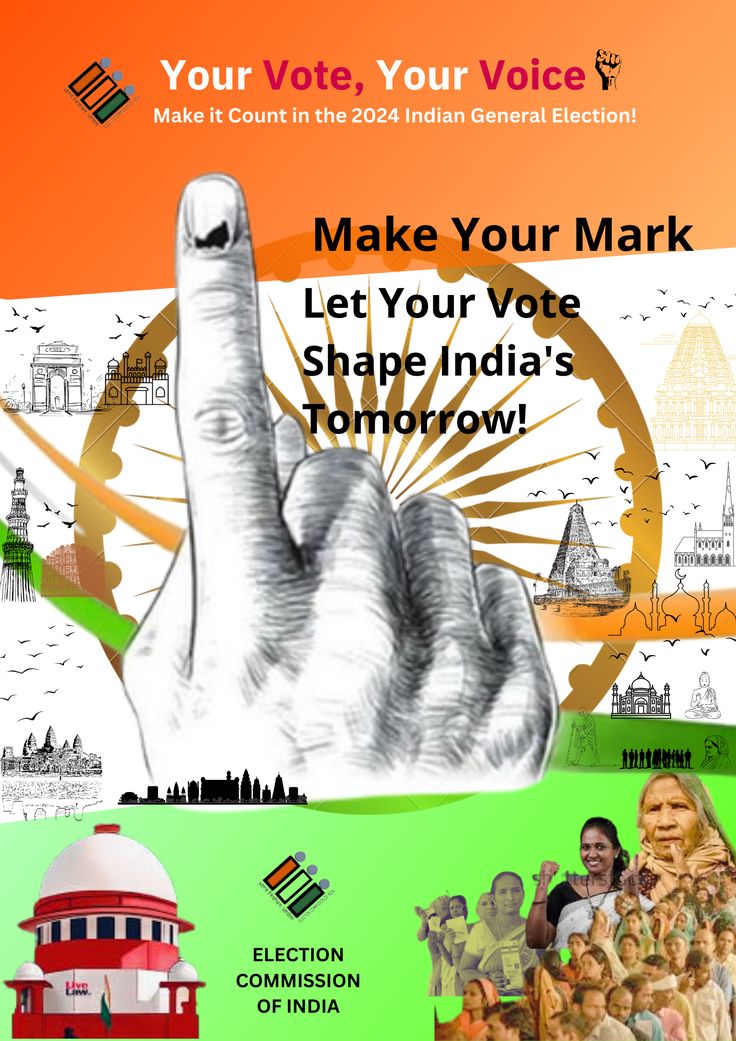 Your Vote, Your Voice
Make it Count in the 2024 Indian General Election!
Make Your Mark
Let Your Vote
Shape India's
Tomorrow!
Live
Law
ELECTION
COMMISSION
OF INDIA